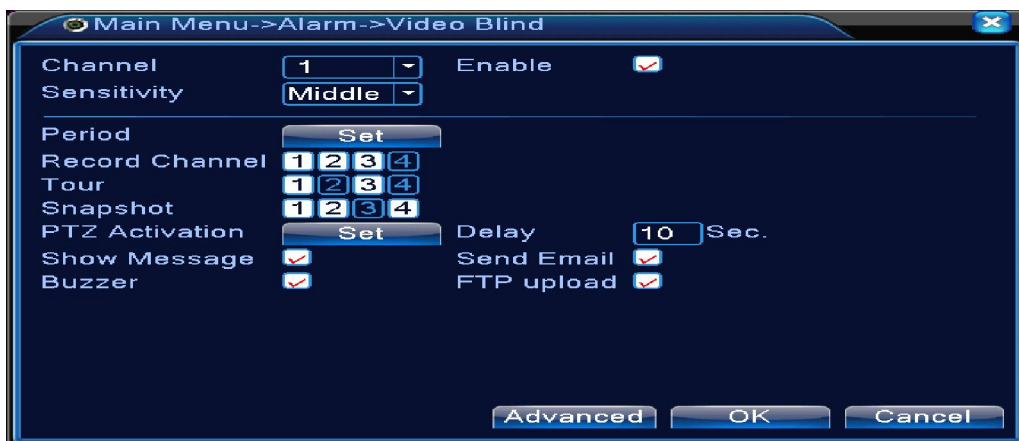 Main Menu->Alarm->Video Blind
Channel 1 Enable
Sensitivity Middle
Period Set
Record Channel 1 2 3 4
Tour 1 2 3 4
Snapshot 1 2 3 4
PTZ Activation Set Delay 10 Sec.
Show Message Send Email
Buzzer FTP upload
Advanced OK Cancel